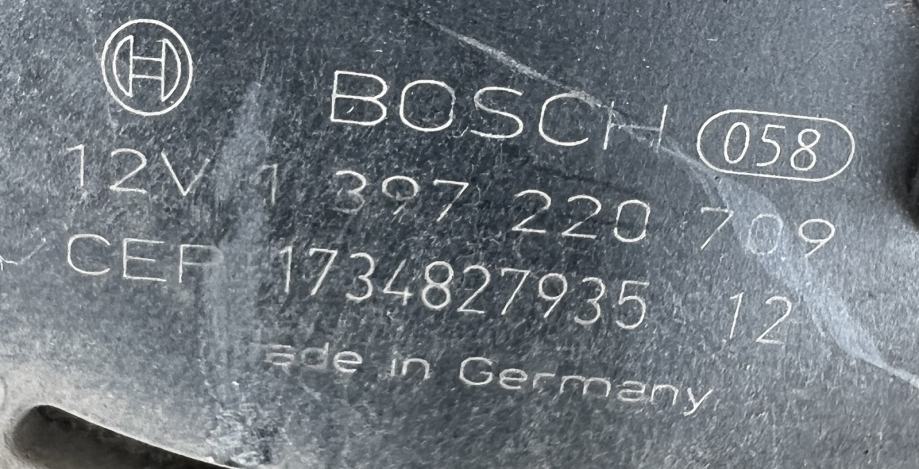 BOSCH 058
12V 1 397 220 709
CEP 1734827935 12
ade in Germany